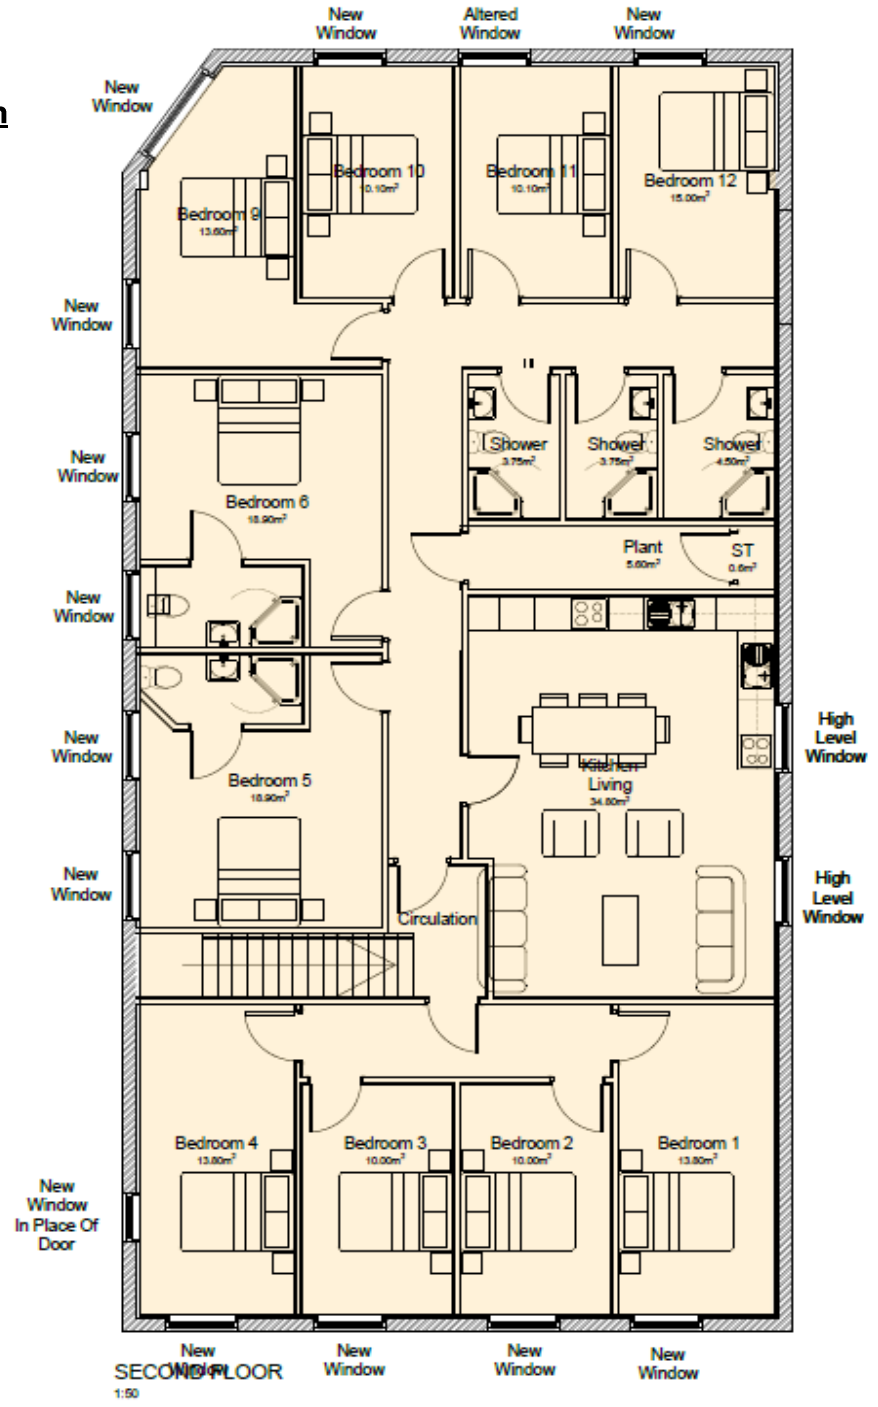 New
Window
Altered
Window
New
Window
New
Window
n
Bedroom 10
10.10m²
Bedroom 11
10.10m²
Bedroom 12
15.00m²
Bedroom 9
13.60m²
New
Window
New
Window
Shower
3.75m²
Shower
3.75m²
Shower
4.50m²
Bedroom 6
18.90m²
Plant
5.60m²
ST
0.6m²
New
Window
New
Window
High
Level
Window
Kitchen
Living
34.80m²
Bedroom 5
18.90m²
New
Window
High
Level
Window
Circulation
Bedroom 4
13.80m²
Bedroom 3
10.00m²
Bedroom 2
10.00m²
Bedroom 1
13.80m²
New
Window
In Place Of
Door
New
Window
New
Window
New
Window
New
Window
SECOND FLOOR
1:50